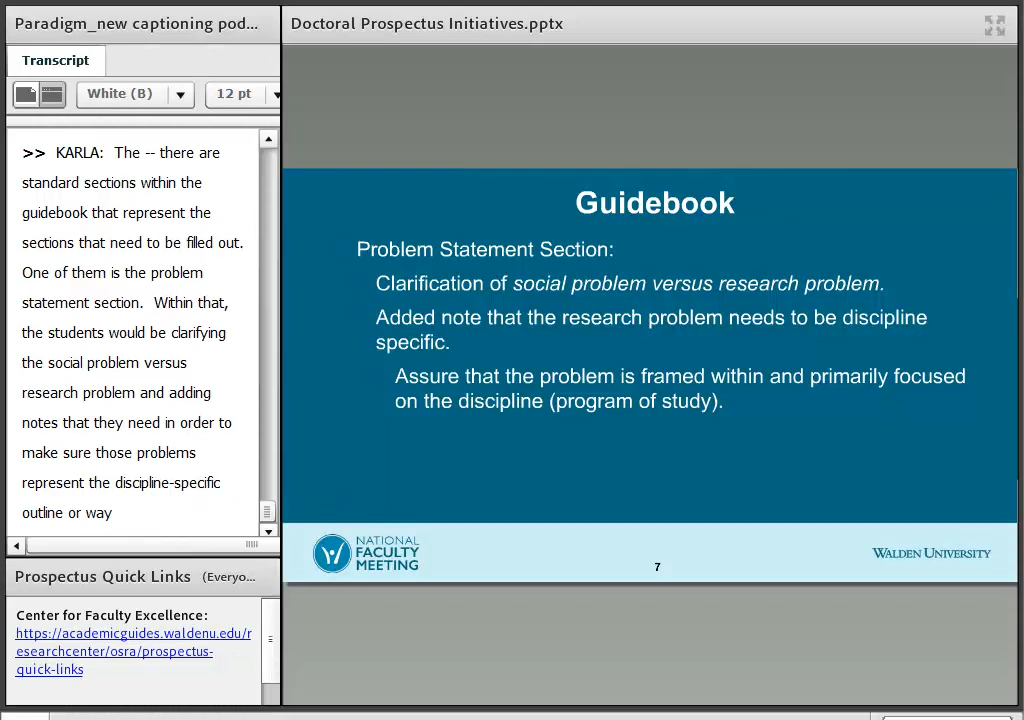 Paradigm_new captioning pod...
Transcript
White (B)
12 pt
>> KARLA: The -- there are
standard sections within the
guidebook that represent the
sections that need to be filled out.
One of them is the problem
statement section. Within that,
the students would be clarifying
the social problem versus
research problem and adding
notes that they need in order to
make sure those problems
represent the discipline-specific
outline or way
Prospectus Quick Links (Everyo...
Center for Faculty Excellence:
https://academicguides.waldenu.edu/r
esearchcenter/osra/prospectus-
quick-links
Doctoral Prospectus Initiatives.pptx
Guidebook
Problem Statement Section:
Clarification of social problem versus research problem.
Added note that the research problem needs to be discipline
specific.
Assure that the problem is framed within and primarily focused
on the discipline (program of study).
NATIONAL
FACULTY
MEETING
7
WALDEN UNIVERSITY